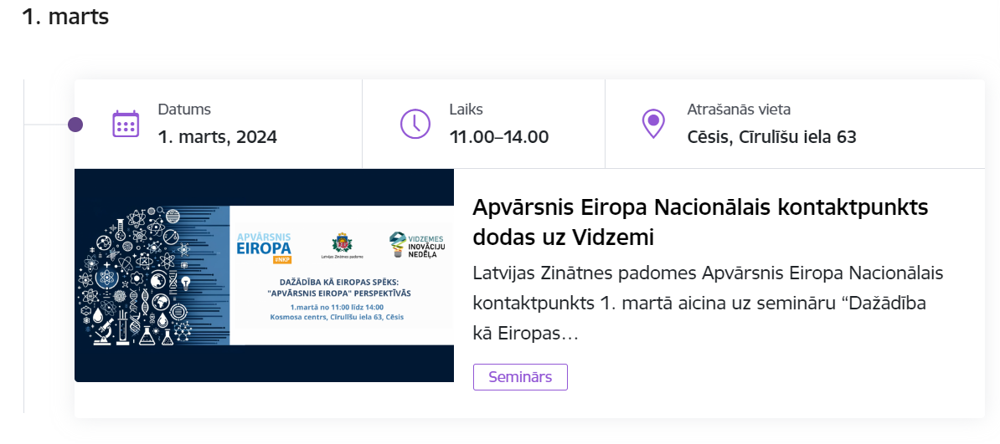 1. marts
Datums
1. marts, 2024
Laiks
11.00–14.00
Atrašanās vieta
Cēsis, Cīrulīšu iela 63
APVĀRSNIS
EIROPA
#NKP
Latvijas Zinātnes padome
VIDZEMES
INOVĀCIJU
NEDĒĻA
DAŽĀDĪBA KĀ EIROPAS SPĒKS:
"APVĀRSNIS EIROPA" PERSPEKTĪVĀS
1.martā no 11:00 līdz 14:00
Kosmosa centrs, Cīrulīšu iela 63, Cēsis
Apvārsnis Eiropa Nacionālais kontaktpunkts
dodas uz Vidzemi
Latvijas Zinātnes padomes Apvārsnis Eiropa Nacionālais
kontaktpunkts 1. martā aicina uz semināru “Dažādība
kā Eiropas…
Seminārs